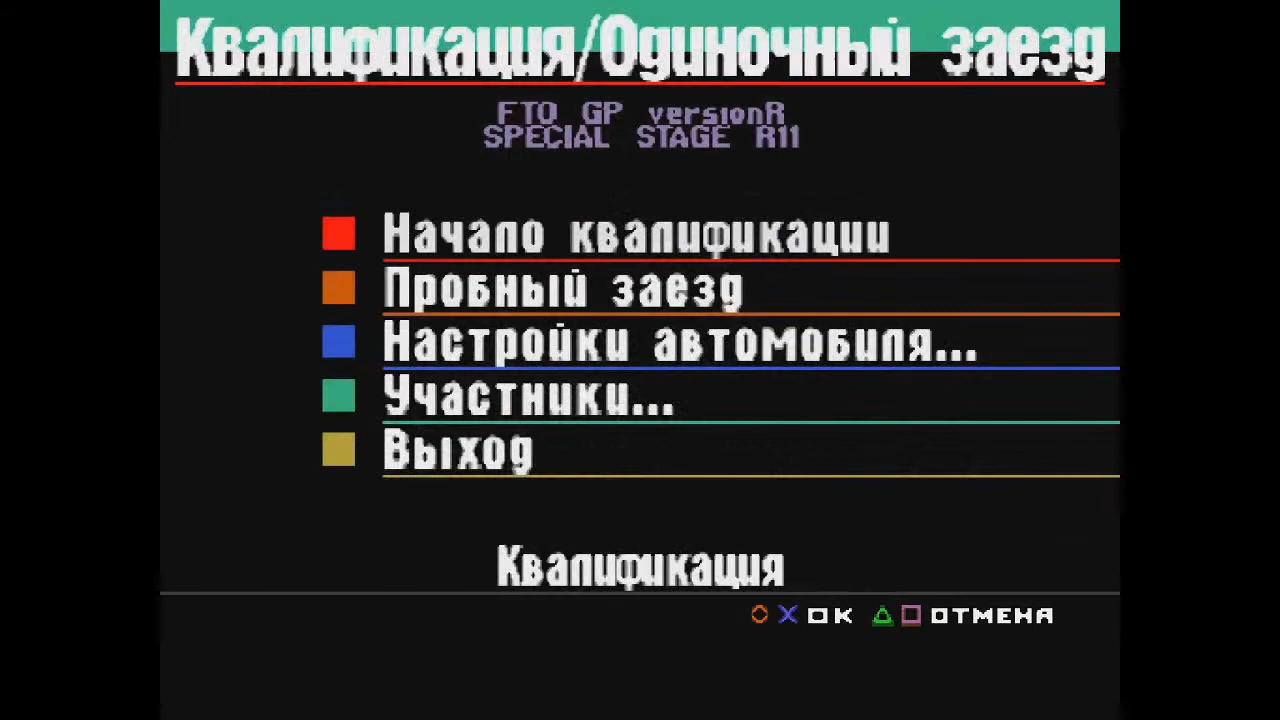 Квалификация/Одиночный заезд
FTO GP versionR
SPECIAL STAGE R11
Начало квалификации
Пробный заезд
Настройки автомобиля...
Участники...
Выход
Квалификация
ОК ОТМЕНА